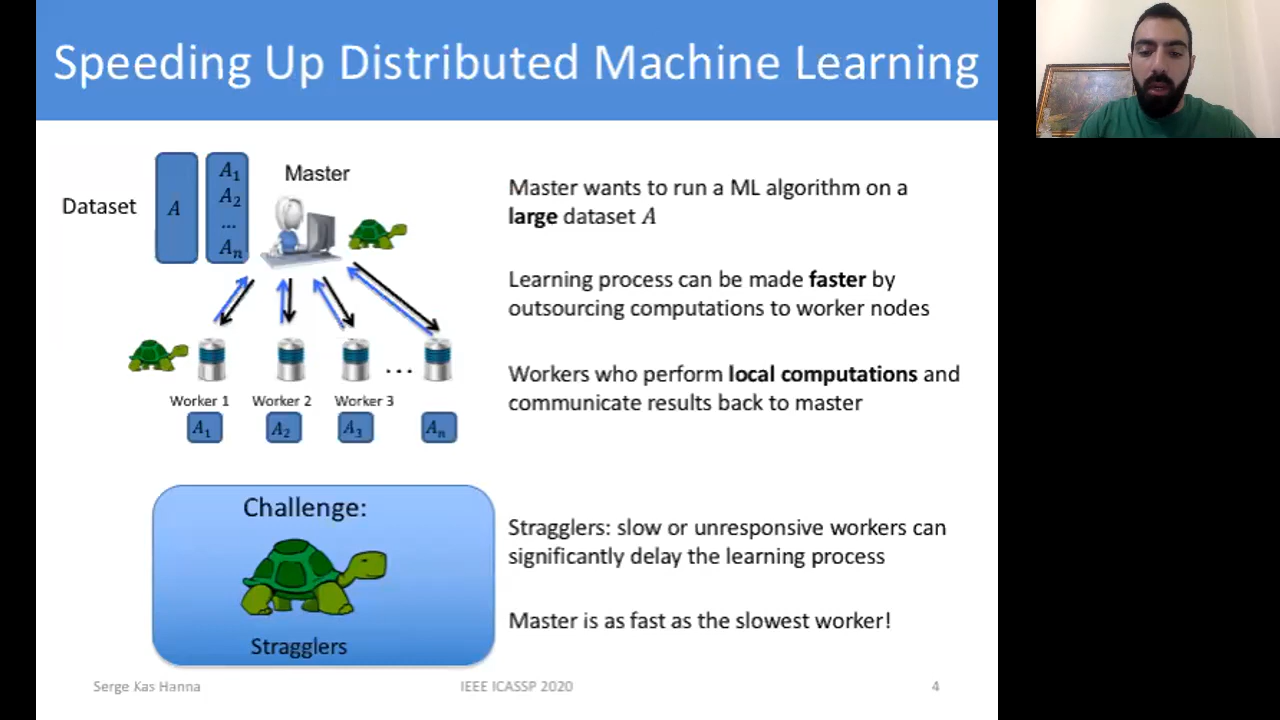 Speeding Up Distributed Machine Learning
Dataset
A
A1
A2
...
An
Master
Worker 1
Worker 2
Worker 3
...
A1
A2
A3
An
Master wants to run a ML algorithm on a
large dataset A
Learning process can be made faster by
outsourcing computations to worker nodes
Workers who perform local computations and
communicate results back to master
Challenge:
Stragglers
Stragglers: slow or unresponsive workers can
significantly delay the learning process
Master is as fast as the slowest worker!
Serge Kas Hanna
IEEE ICASSP 2020
4